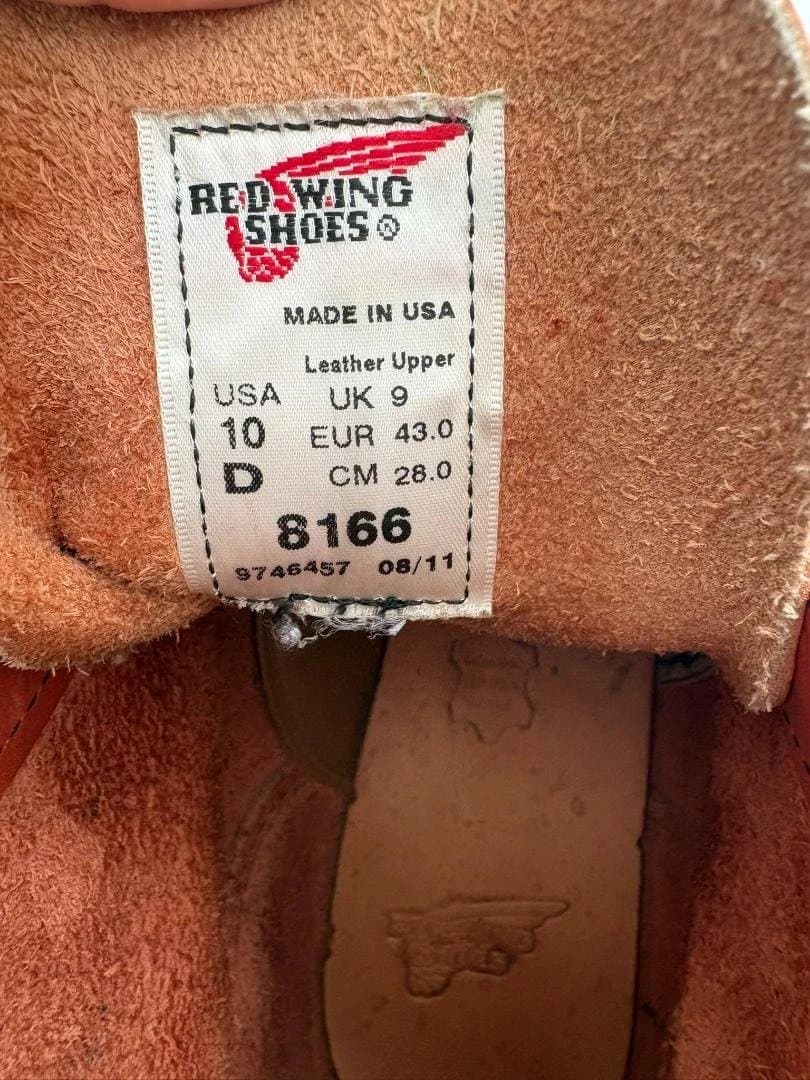 RED WING
SHOES®
MADE IN USA
Leather Upper
USA UK 9
10 EUR 43.0
D CM 28.0
8166
9746457 08/11